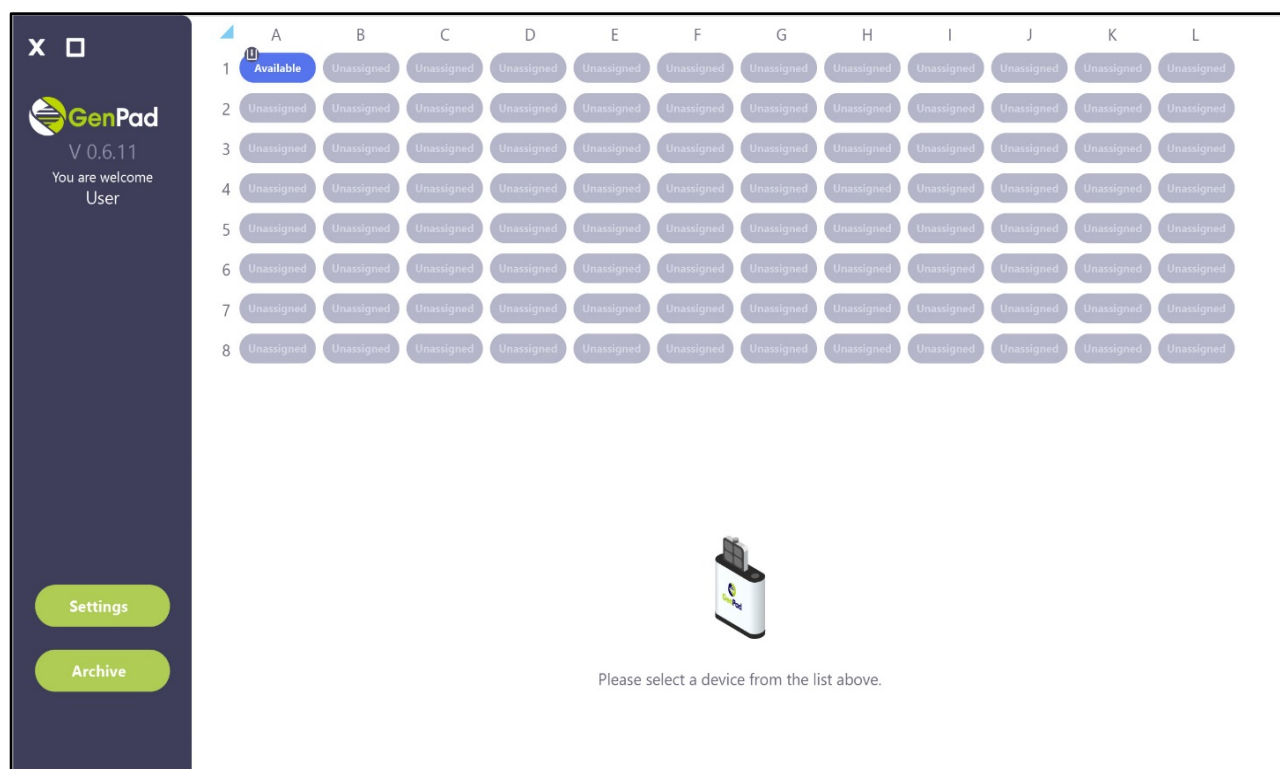 X
A B C D E F G H I J K L
1 Available Unassigned Unassigned Unassigned Unassigned Unassigned Unassigned Unassigned Unassigned Unassigned Unassigned Unassigned
2 Unassigned Unassigned Unassigned Unassigned Unassigned Unassigned Unassigned Unassigned Unassigned Unassigned Unassigned Unassigned
3 Unassigned Unassigned Unassigned Unassigned Unassigned Unassigned Unassigned Unassigned Unassigned Unassigned Unassigned Unassigned
4 Unassigned Unassigned Unassigned Unassigned Unassigned Unassigned Unassigned Unassigned Unassigned Unassigned Unassigned Unassigned
5 Unassigned Unassigned Unassigned Unassigned Unassigned Unassigned Unassigned Unassigned Unassigned Unassigned Unassigned Unassigned
6 Unassigned Unassigned Unassigned Unassigned Unassigned Unassigned Unassigned Unassigned Unassigned Unassigned Unassigned Unassigned
7 Unassigned Unassigned Unassigned Unassigned Unassigned Unassigned Unassigned Unassigned Unassigned Unassigned Unassigned Unassigned
8 Unassigned Unassigned Unassigned Unassigned Unassigned Unassigned Unassigned Unassigned Unassigned Unassigned Unassigned Unassigned
GenPad
V 0.6.11
You are welcome
User
Settings
Archive
GenPad
Please select a device from the list above.